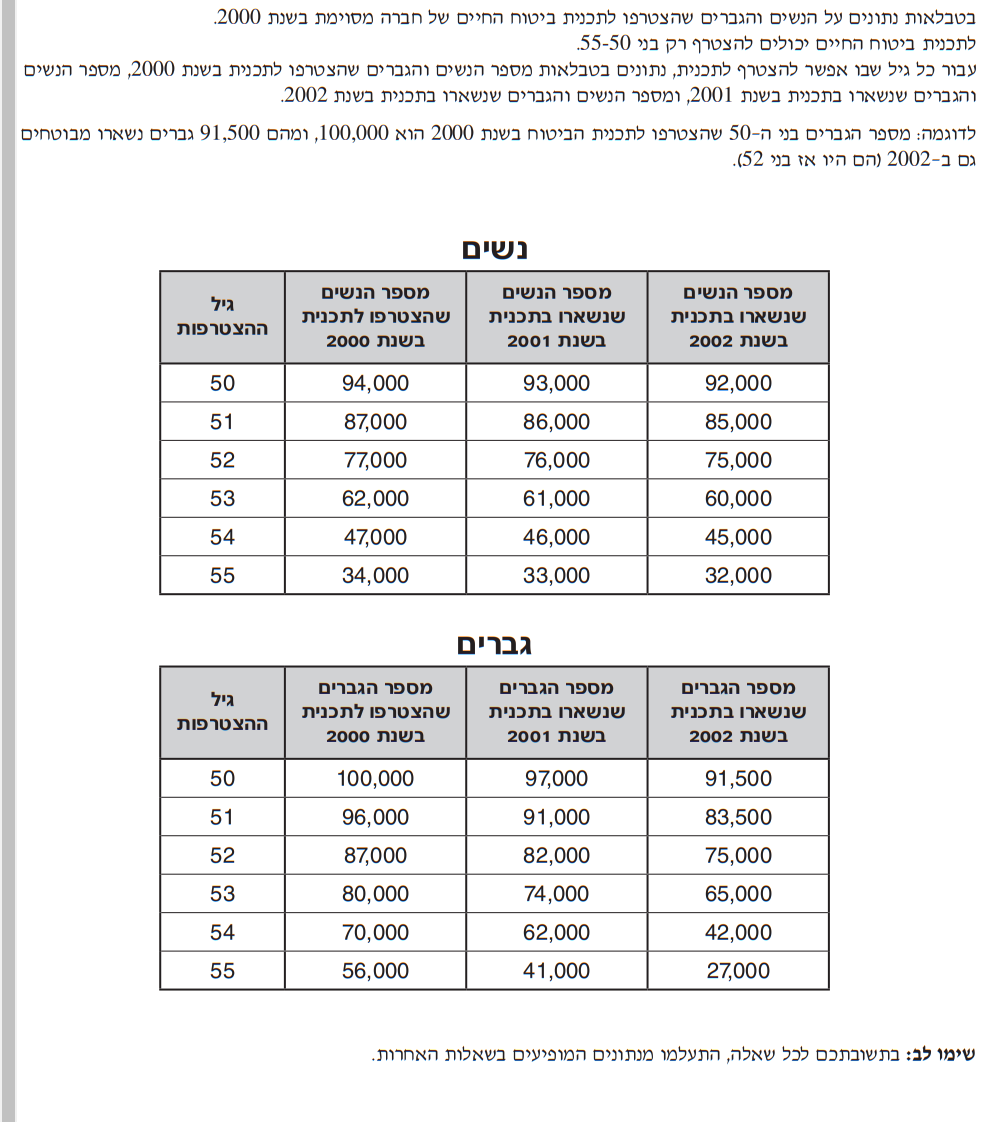 בטבלאות נתונים על הנשים והגברים שהצטרפו לתכנית ביטוח החיים של חברה מסוימת בשנת 2000.
לתכנית ביטוח החיים יכולים להצטרף רק בני 55-50.
עבור כל גיל שבו אפשר להצטרף לתכנית, נתונים בטבלאות מספר הנשים והגברים שהצטרפו לתכנית בשנת 2000, מספר הנשים
והגברים שנשארו בתכנית בשנת 2001, ומספר הנשים והגברים שנשארו בתכנית בשנת 2002.
לדוגמה: מספר הגברים בני ה-50 שהצטרפו לתכנית הביטוח בשנת 2000 הוא 100,000, ומהם 91,500 גברים נשארו מבוטחים
גם ב-2002 (הם היו אז בני 52).
נשים
גיל ההצטרפות | מספר הנשים שהצטרפו לתכנית בשנת 2000 | מספר הנשים שנשארו בתכנית בשנת 2001 | מספר הנשים שנשארו בתכנית בשנת 2002
50 | 94,000 | 93,000 | 92,000
51 | 87,000 | 86,000 | 85,000
52 | 77,000 | 76,000 | 75,000
53 | 62,000 | 61,000 | 60,000
54 | 47,000 | 46,000 | 45,000
55 | 34,000 | 33,000 | 32,000
גברים
גיל ההצטרפות | מספר הגברים שהצטרפו לתכנית בשנת 2000 | מספר הגברים שנשארו בתכנית בשנת 2001 | מספר הגברים שנשארו בתכנית בשנת 2002
50 | 100,000 | 97,000 | 91,500
51 | 96,000 | 91,000 | 83,500
52 | 87,000 | 82,000 | 75,000
53 | 80,000 | 74,000 | 65,000
54 | 70,000 | 62,000 | 42,000
55 | 56,000 | 41,000 | 27,000
שימו לב: בתשובתכם לכל שאלה, התעלמו מנתונים המופיעים בשאלות האחרות.